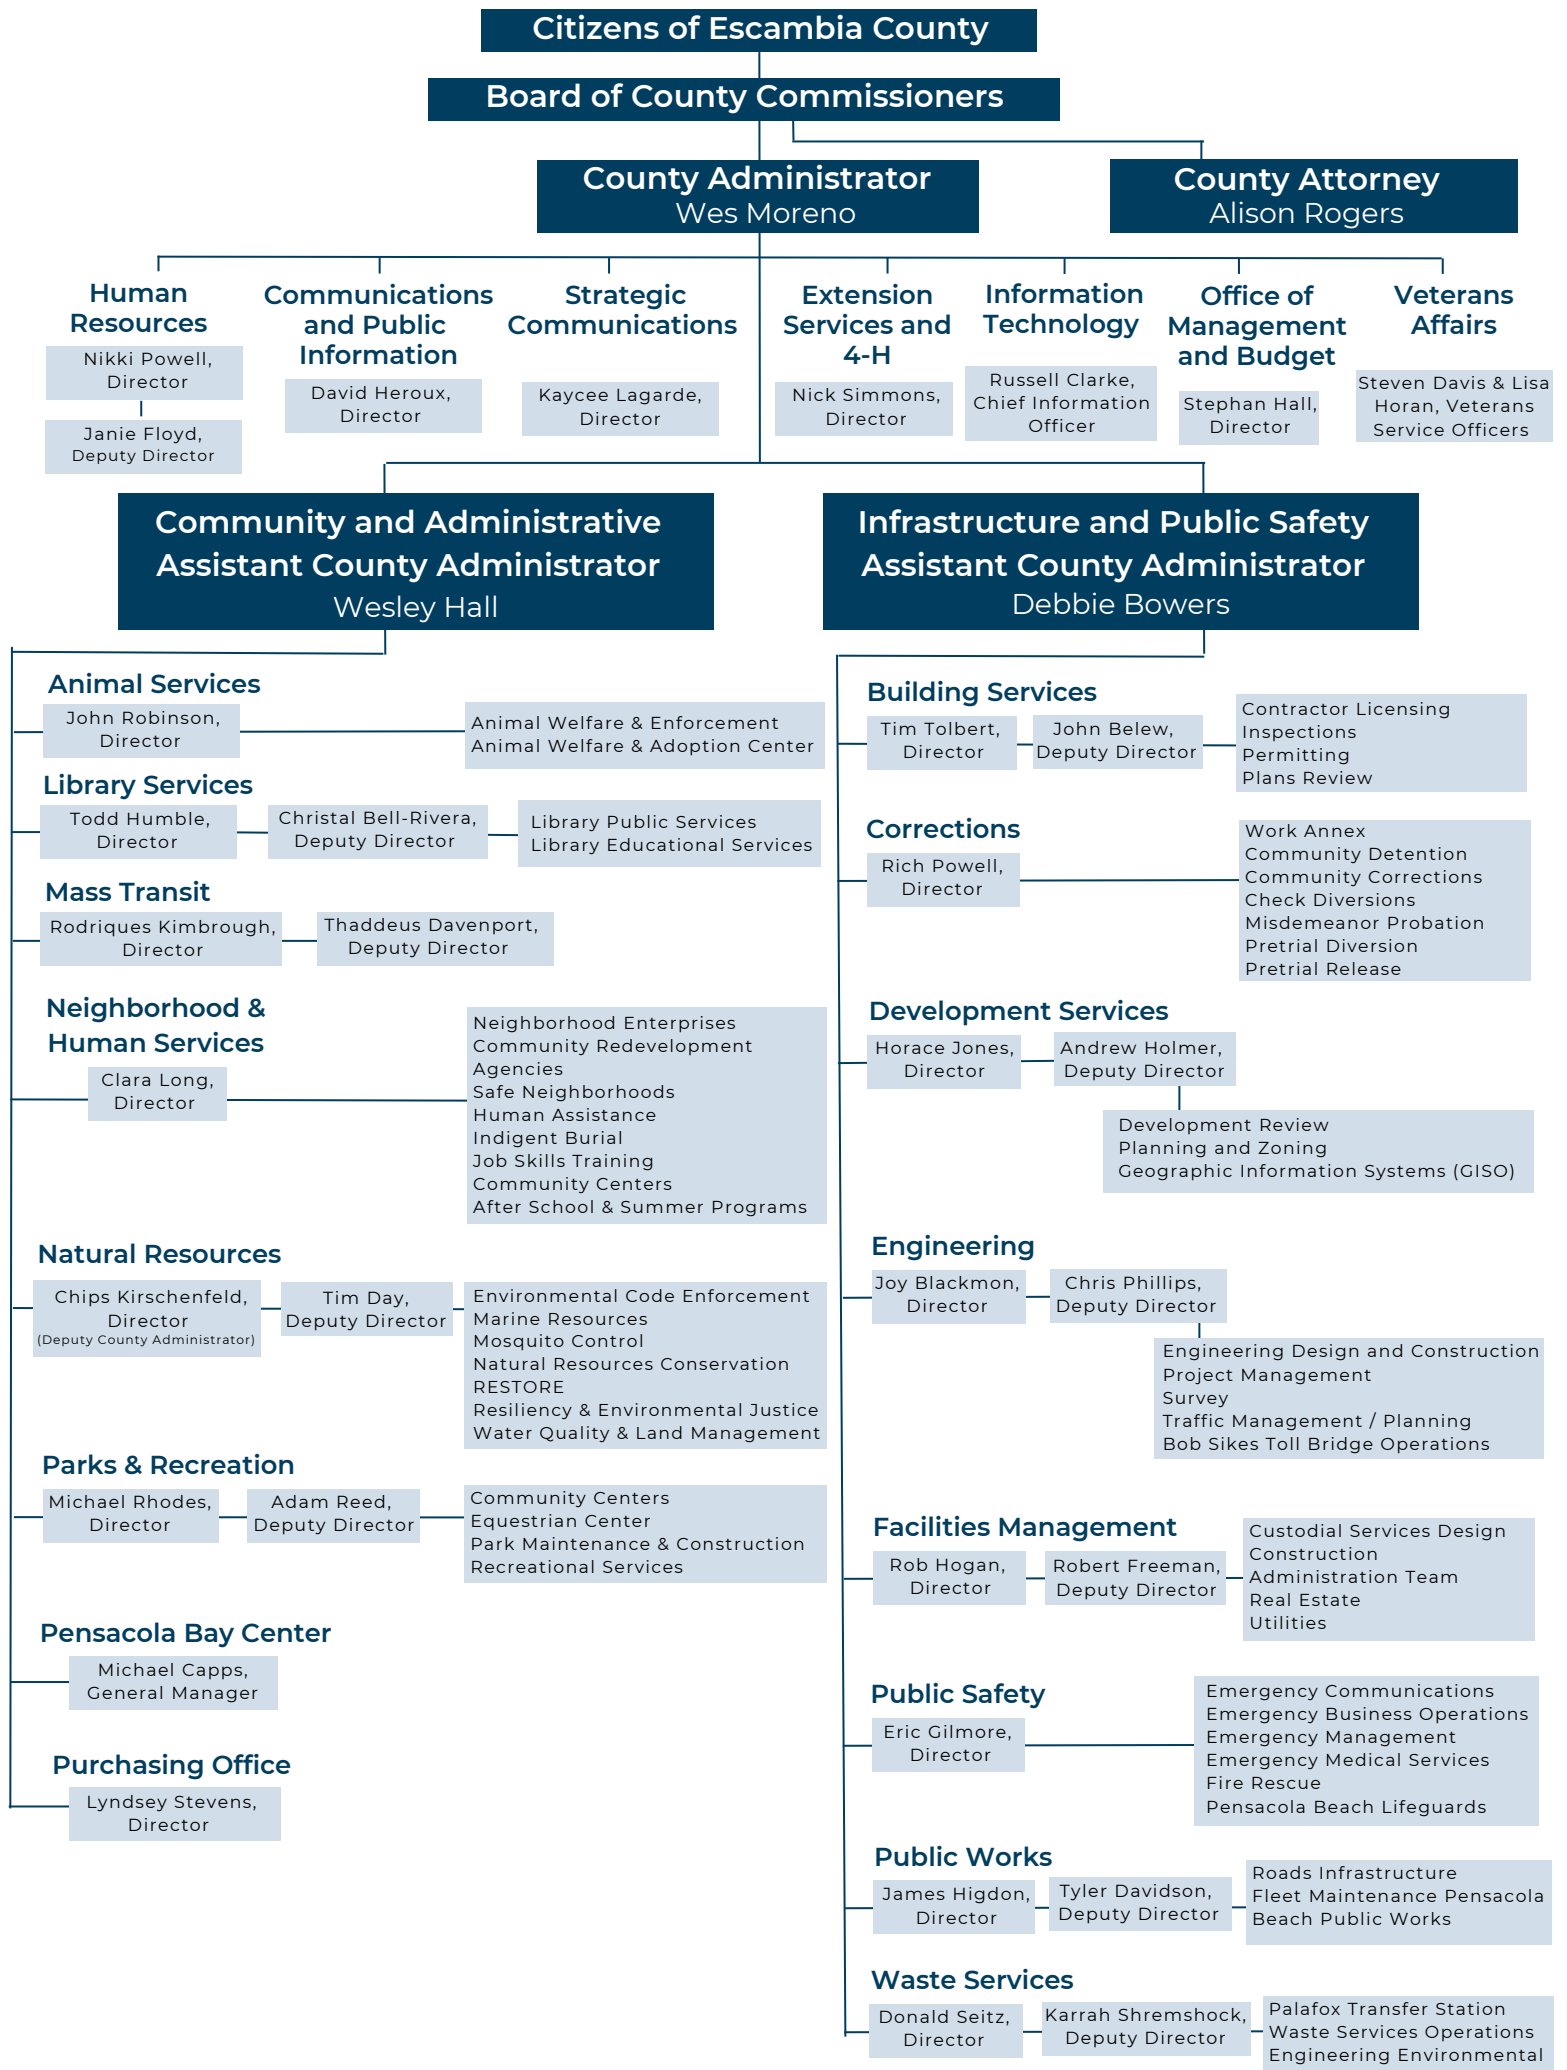 Citizens of Escambia County
Board of County Commissioners
County Administrator
Wes Moreno
County Attorney
Alison Rogers
Human
Resources
Nikki Powell,
Director
Janie Floyd,
Deputy Director
Communications
and Public
Information
David Heroux,
Director
Strategic
Communications
Kaycee Lagarde,
Director
Extension
Services and
4-H
Nick Simmons,
Director
Information
Technology
Russell Clarke,
Chief Information
Officer
Office of
Management
and Budget
Stephan Hall,
Director
Veterans
Affairs
Steven Davis & Lisa
Horan, Veterans
Service Officers
Community and Administrative
Assistant County Administrator
Wesley Hall
Animal Services
John Robinson,
Director
Animal Welfare & Enforcement
Animal Welfare & Adoption Center
Library Services
Todd Humble,
Director
Christal Bell-Rivera,
Deputy Director
Library Public Services
Library Educational Services
Mass Transit
Rodriques Kimbrough,
Director
Thaddeus Davenport,
Deputy Director
Neighborhood &
Human Services
Clara Long,
Director
Neighborhood Enterprises
Community Redevelopment
Agencies
Safe Neighborhoods
Human Assistance
Indigent Burial
Job Skills Training
Community Centers
After School & Summer Programs
Natural Resources
Chips Kirschenfeld,
Director
(Deputy County Administrator)
Tim Day,
Deputy Director
Environmental Code Enforcement
Marine Resources
Mosquito Control
Natural Resources Conservation
RESTORE
Resiliency & Environmental Justice
Water Quality & Land Management
Parks & Recreation
Michael Rhodes,
Director
Adam Reed,
Deputy Director
Community Centers
Equestrian Center
Park Maintenance & Construction
Recreational Services
Pensacola Bay Center
Michael Capps,
General Manager
Purchasing Office
Lyndsey Stevens,
Director
Infrastructure and Public Safety
Assistant County Administrator
Debbie Bowers
Building Services
Tim Tolbert,
Director
John Belew,
Deputy Director
Contractor Licensing
Inspections
Permitting
Plans Review
Corrections
Rich Powell,
Director
Work Annex
Community Detention
Community Corrections
Check Diversions
Misdemeanor Probation
Pretrial Diversion
Pretrial Release
Development Services
Horace Jones,
Director
Andrew Holmer,
Deputy Director
Development Review
Planning and Zoning
Geographic Information Systems (GISO)
Engineering
Joy Blackmon,
Director
Chris Phillips,
Deputy Director
Engineering Design and Construction
Project Management
Survey
Traffic Management / Planning
Bob Sikes Toll Bridge Operations
Facilities Management
Rob Hogan,
Director
Robert Freeman,
Deputy Director
Custodial Services Design
Construction
Administration Team
Real Estate
Utilities
Public Safety
Eric Gilmore,
Director
Emergency Communications
Emergency Business Operations
Emergency Management
Emergency Medical Services
Fire Rescue
Pensacola Beach Lifeguards
Public Works
James Higdon,
Director
Tyler Davidson,
Deputy Director
Roads Infrastructure
Fleet Maintenance Pensacola
Beach Public Works
Waste Services
Donald Seitz,
Director
Karrah Shremshock,
Deputy Director
Palafox Transfer Station
Waste Services Operations
Engineering Environmental